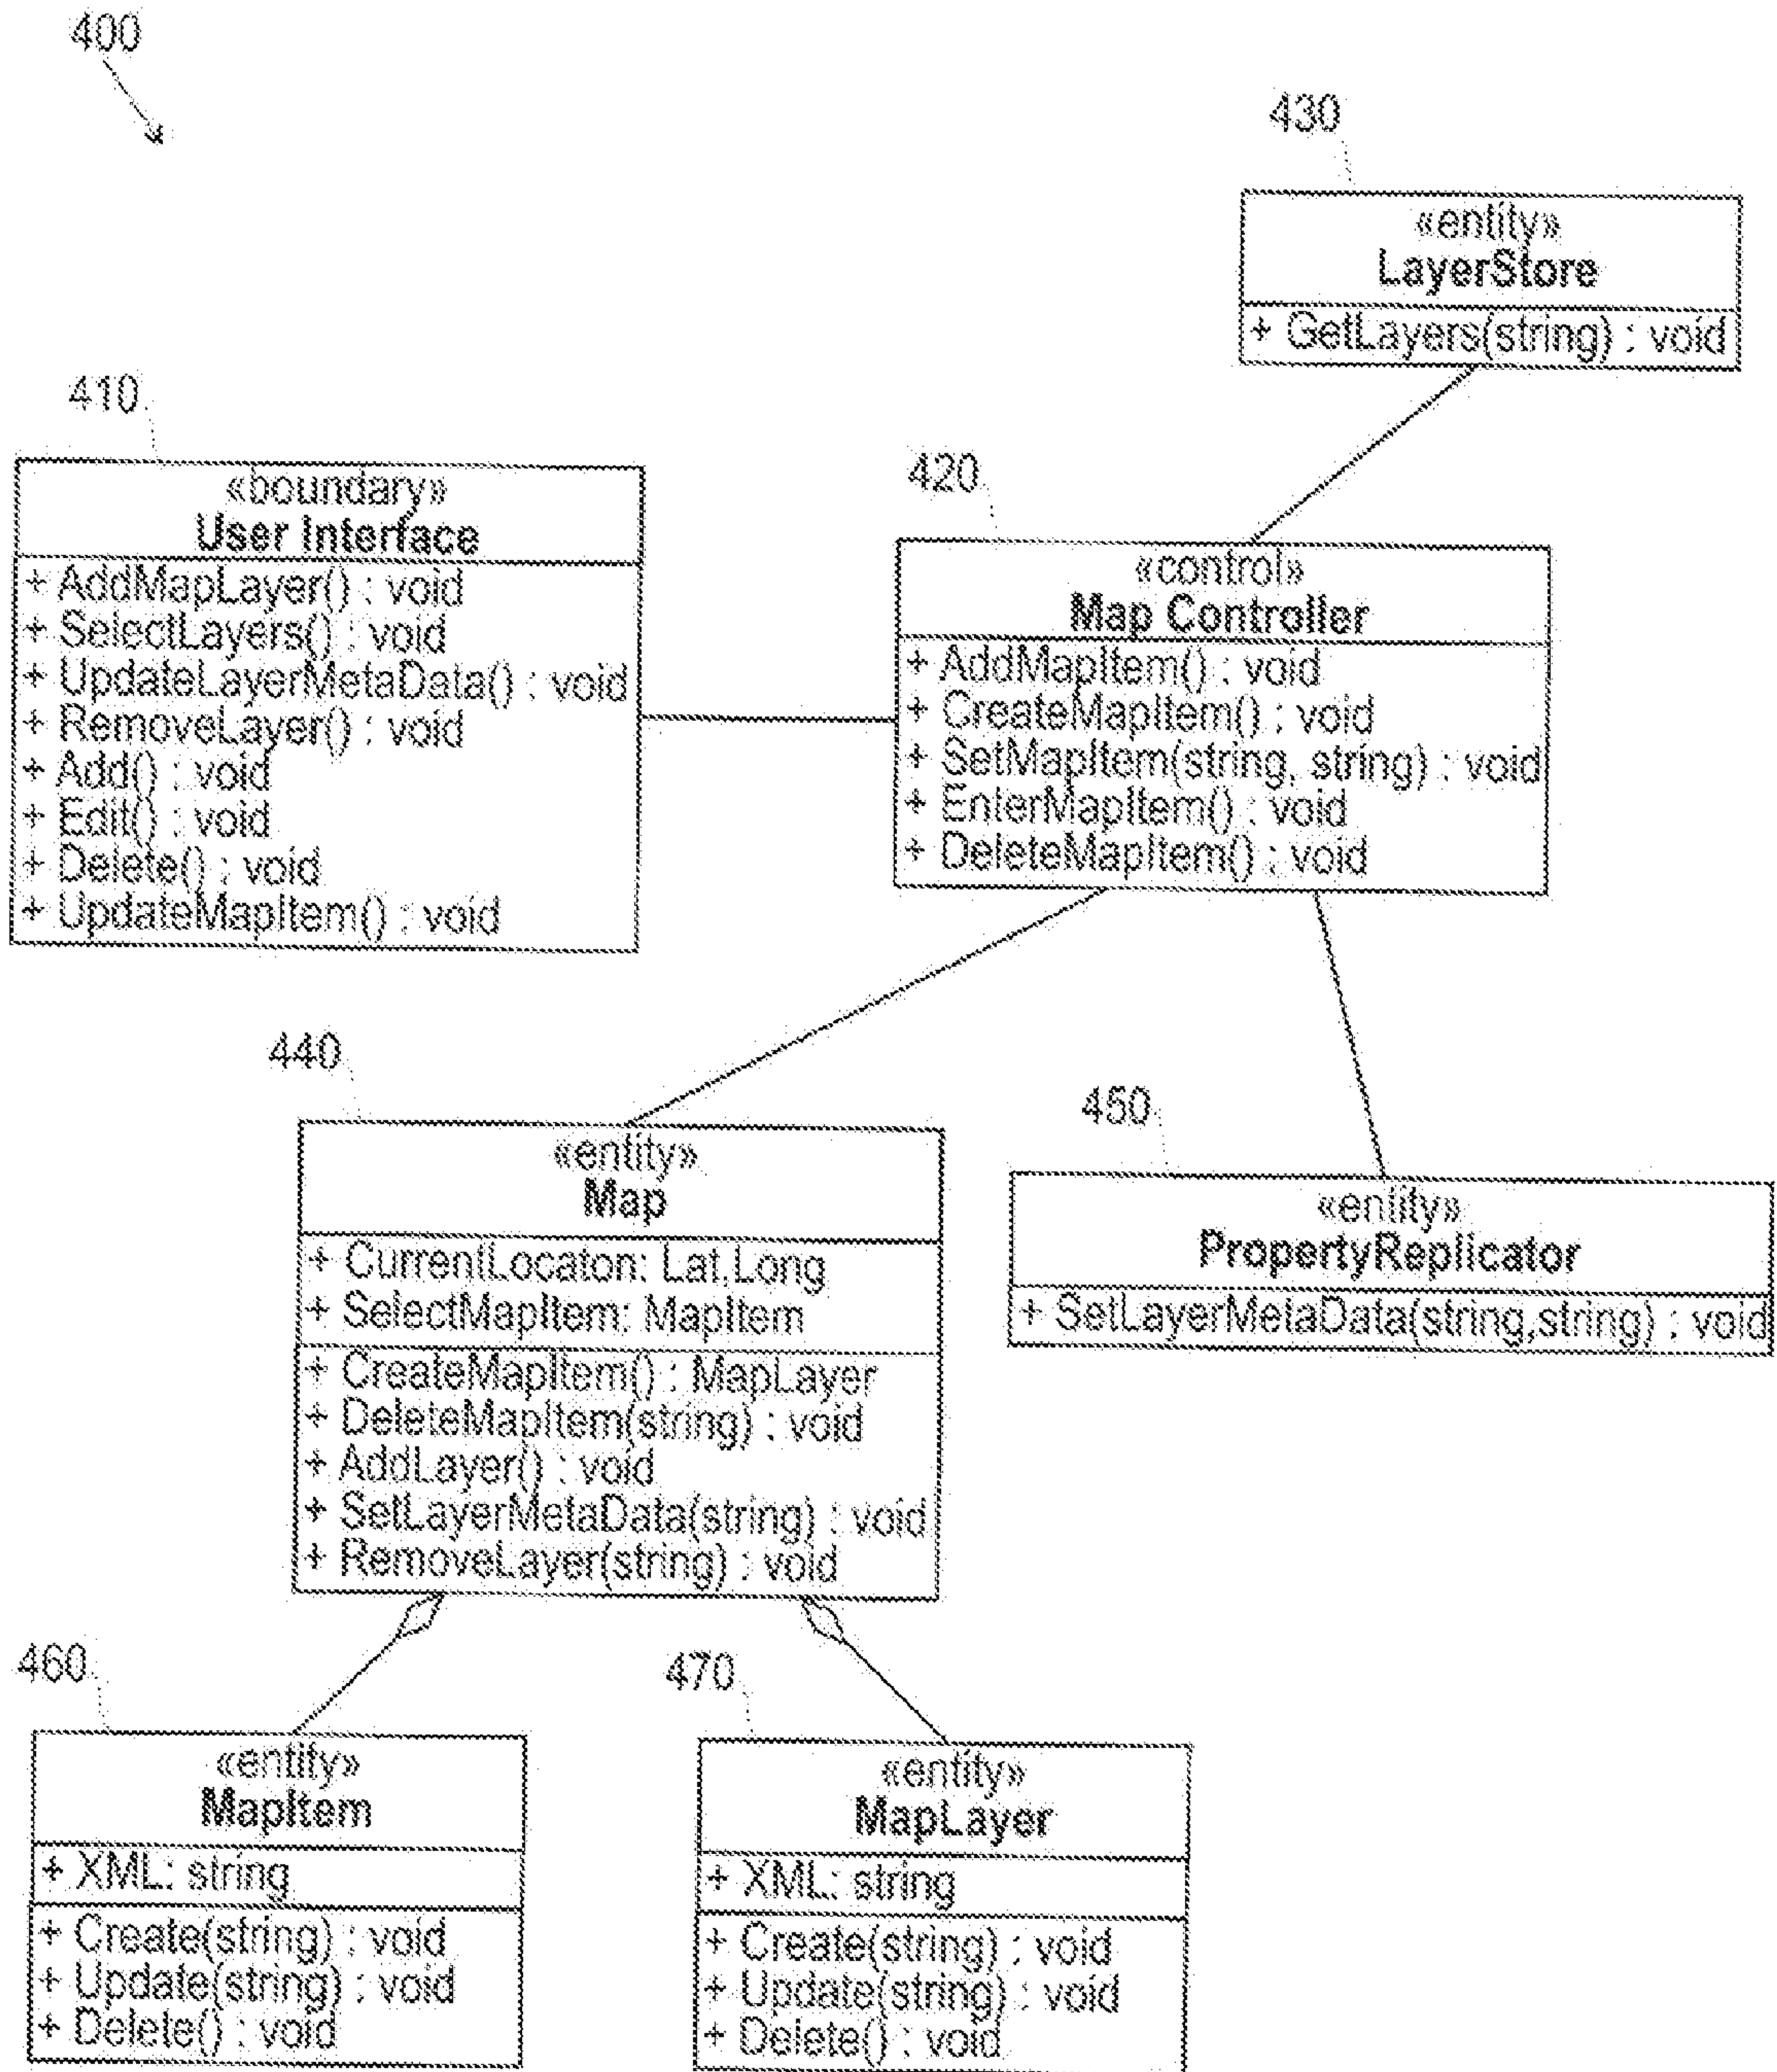 400
430
«entity»
LayerStore
+ GetLayers(string) : void
410
«boundary»
User Interface
+ AddMapLayer() : void
+ SelectLayers() : void
+ UpdateLayerMetaData() : void
+ RemoveLayer() : void
+ Add() : void
+ Edit() : void
+ Delete() : void
+ UpdateMapItem() : void
420
«control»
Map Controller
+ AddMapItem() : void
+ CreateMapItem() : void
+ SetMapItem(string, string) : void
+ EnterMapItem() : void
+ DeleteMapItem() : void
440
«entity»
Map
+ CurrentLocaton: Lat,Long
+ SelectMapItem: MapItem
+ CreateMapItem() : MapLayer
+ DeleteMapItem(string) : void
+ AddLayer() : void
+ SetLayerMetaData(string) : void
+ RemoveLayer(string) : void
450
«entity»
PropertyReplicator
+ SetLayerMetaData(string,string) : void
460
«entity»
MapItem
+ XML: string
+ Create(string) : void
+ Update(string) : void
+ Delete() : void
470
«entity»
MapLayer
+ XML: string
+ Create(string) : void
+ Update(string) : void
+ Delete() : void